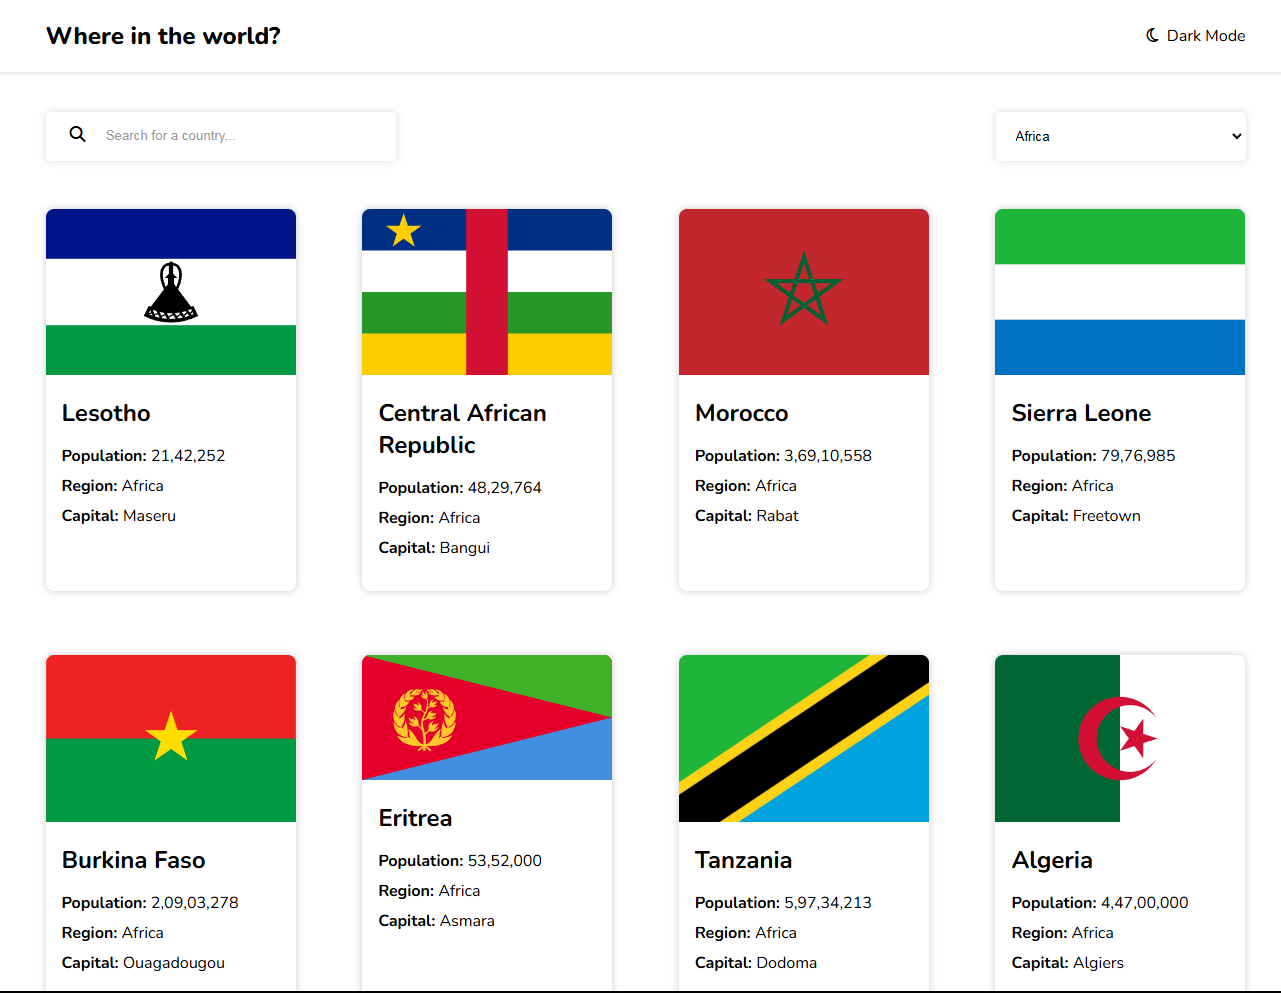 Where in the world?
Dark Mode
Search for a country...
Africa
Lesotho
Population: 21,42,252
Region: Africa
Capital: Maseru
Central African
Republic
Population: 48,29,764
Region: Africa
Capital: Bangui
Morocco
Population: 3,69,10,558
Region: Africa
Capital: Rabat
Sierra Leone
Population: 79,76,985
Region: Africa
Capital: Freetown
Burkina Faso
Population: 2,09,03,278
Region: Africa
Capital: Ouagadougou
Eritrea
Population: 53,52,000
Region: Africa
Capital: Asmara
Tanzania
Population: 5,97,34,213
Region: Africa
Capital: Dodoma
Algeria
Population: 4,47,00,000
Region: Africa
Capital: Algiers